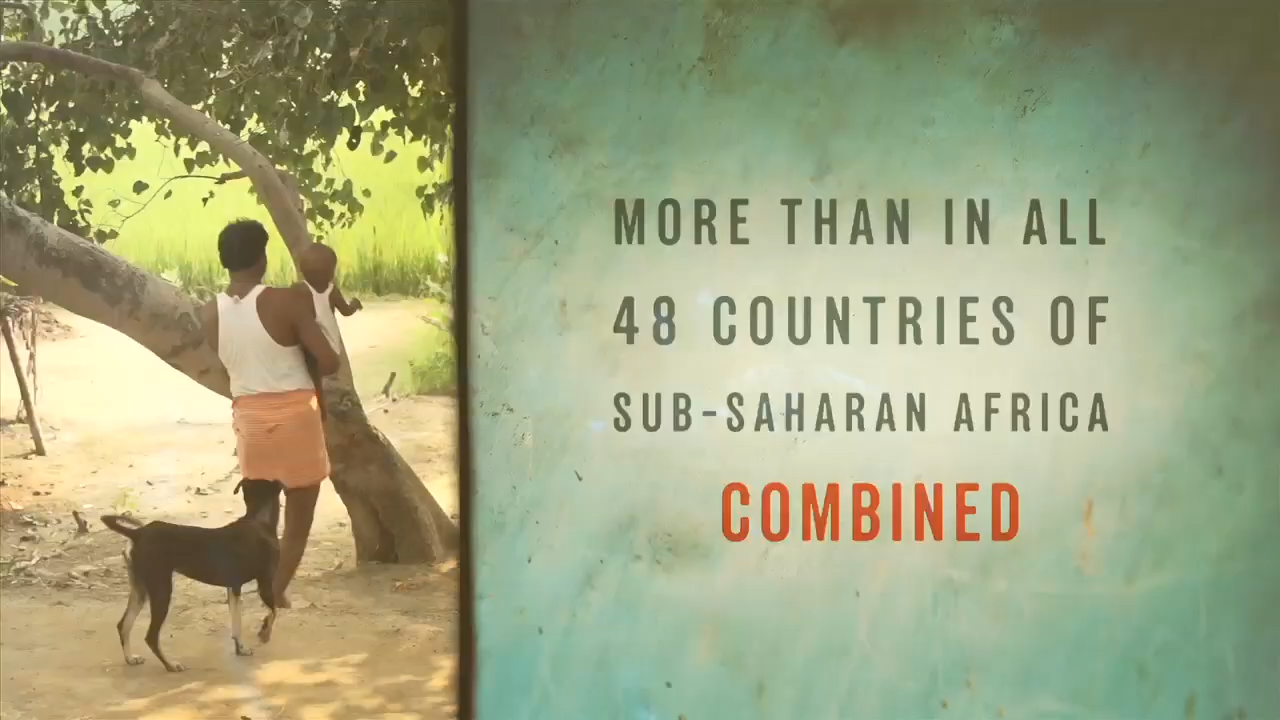 MORE THAN IN ALL
48 COUNTRIES OF
SUB-SAHARAN AFRICA
COMBINED